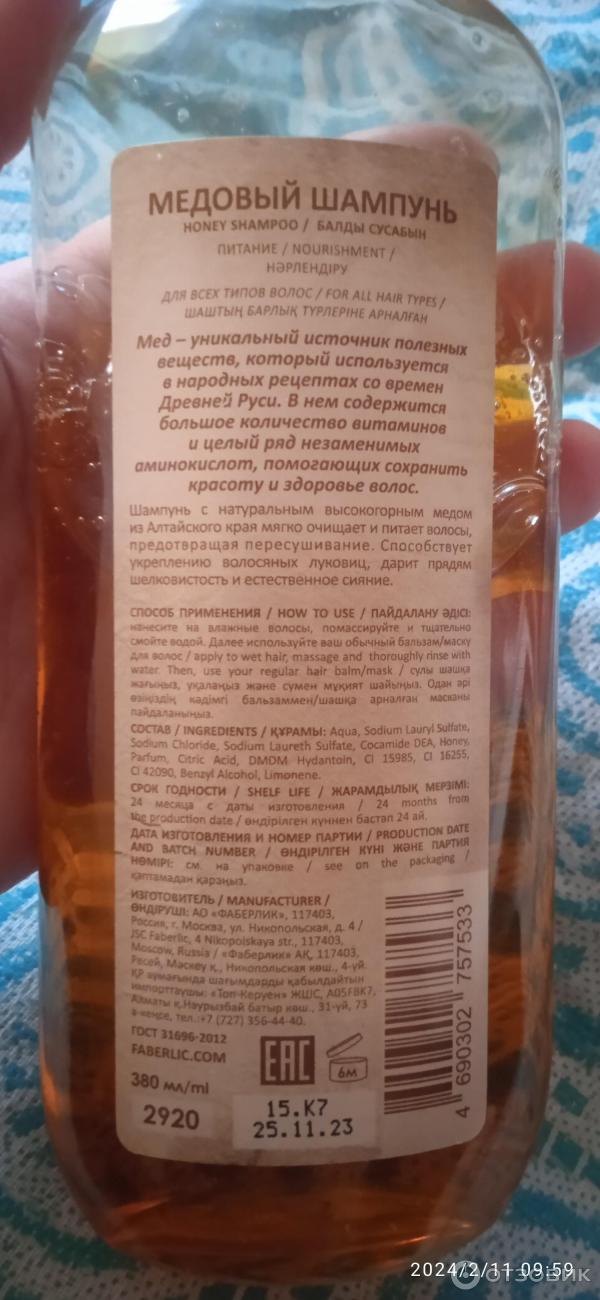 МЕДОВЫЙ ШАМПУНЬ
HONEY SHAMPOO / БАЛДЫ СУСАБЫН
ПИТАНИЕ / NOURISHMENT /
НӘРЛЕНДІРУ
ДЛЯ ВСЕХ ТИПОВ ВОЛОС / FOR ALL HAIR TYPES /
ШАШТЫҢ БАРЛЫҚ ТҮРЛЕРІНЕ АРНАЛҒАН
Мед – уникальный источник полезных
веществ, который используется
в народных рецептах со времен
Древней Руси. В нем содержится
большое количество витаминов
и целый ряд незаменимых
аминокислот, помогающих сохранить
красоту и здоровье волос.
Шампунь с натуральным высокогорным медом
из Алтайского края мягко очищает и питает волосы,
предотвращая пересушивание. Способствует
укреплению волосяных луковиц, дарит прядям
шелковистость и естественное сияние.
СПОСОБ ПРИМЕНЕНИЯ / HOW TO USE / ПАЙДАЛАНУ ӘДІСІ:
нанесите на влажные волосы, помассируйте и тщательно
смойте водой. Далее используйте ваш обычный бальзам/маску
для волос / apply to wet hair, massage and thoroughly rinse with
water. Then, use your regular hair balm/mask / сулы шашқа
жағыңыз, уқалаңыз және сумен мұқият шайыңыз. Одан әрі
өзіңіздің кәдімгі бальзаммен/шашқа арналған масканы
пайдаланыңыз.
СОСТАВ / INGREDIENTS / ҚҰРАМЫ: Aqua, Sodium Lauryl Sulfate,
Sodium Chloride, Sodium Laureth Sulfate, Cocamide DEA, Honey,
Parfum, Citric Acid, DMDM Hydantoin, CI 15985, CI 16255,
CI 42090, Benzyl Alcohol, Limonene.
СРОК ГОДНОСТИ / SHELF LIFE / ЖАРАМДЫЛЫҚ МЕРЗІМІ:
24 месяца с даты изготовления / 24 months from
the production date / өндірілген күннен бастап 24 ай.
ДАТА ИЗГОТОВЛЕНИЯ И НОМЕР ПАРТИИ / PRODUCTION DATE
AND BATCH NUMBER / ӨНДІРІЛГЕН КҮНІ ЖӘНЕ ПАРТИЯ
НӨМІРІ: см. на упаковке / see on the packaging /
қаптамадан қараңыз.
ИЗГОТОВИТЕЛЬ / MANUFACTURER /
ӨНДІРУШІ: АО «ФАБЕРЛИК», 117403,
Россия, г. Москва, ул. Никопольская, д. 4 /
JSC Faberlic, 4 Nikopolskaya str., 117403,
Moscow, Russia / «Фаберлик» АҚ, 117403,
Ресей, Мәскеу қ., Никопольская көш., 4-үй.
ҚР аумағында шағымдарды қабылдайтын
импорттаушы: «Топ-Керуен» ЖШС, A05F8K7,
Алматы қ.Наурызбай батыр көш., 31-үй, 73
а-кеңсе, тел.:+7 (727) 356-44-40.
ГОСТ 31696-2012
FABERLIC.COM
EAC
6М
380 мл/ml
2920
15.К7
25.11.23
4 690302 757533
2024/2/11 09:59
ОТЗОВИК